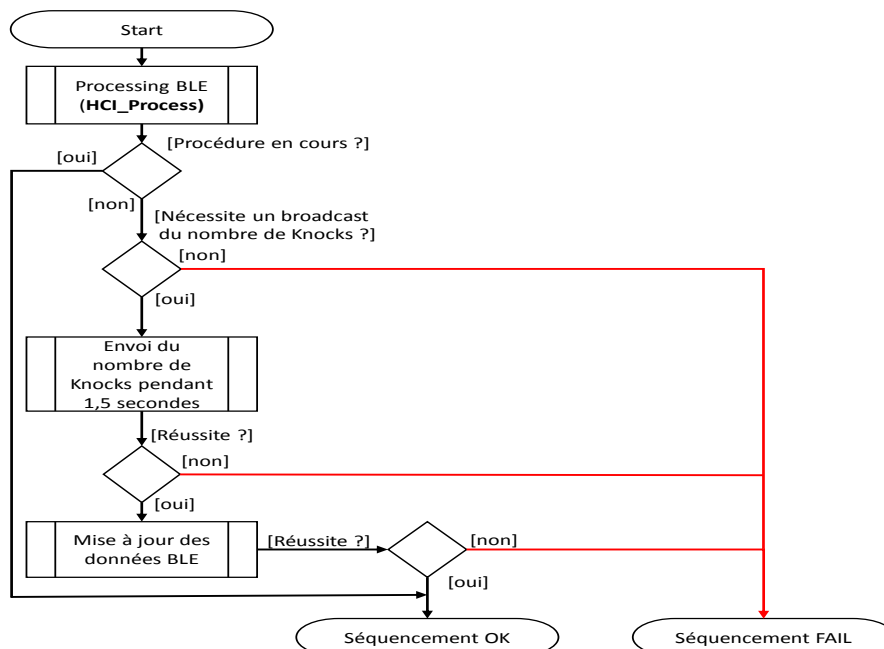 Start
Processing BLE
(HCI_Process)
[Procédure en cours ?]
[oui]
[non]
[Nécessite un broadcast
du nombre de Knocks ?]
[non]
[oui]
Envoi du
nombre de
Knocks pendant
1,5 secondes
[Réussite ?]
[non]
[oui]
Mise à jour des
données BLE
[Réussite ?]
[non]
[oui]
Séquencement OK
Séquencement FAIL